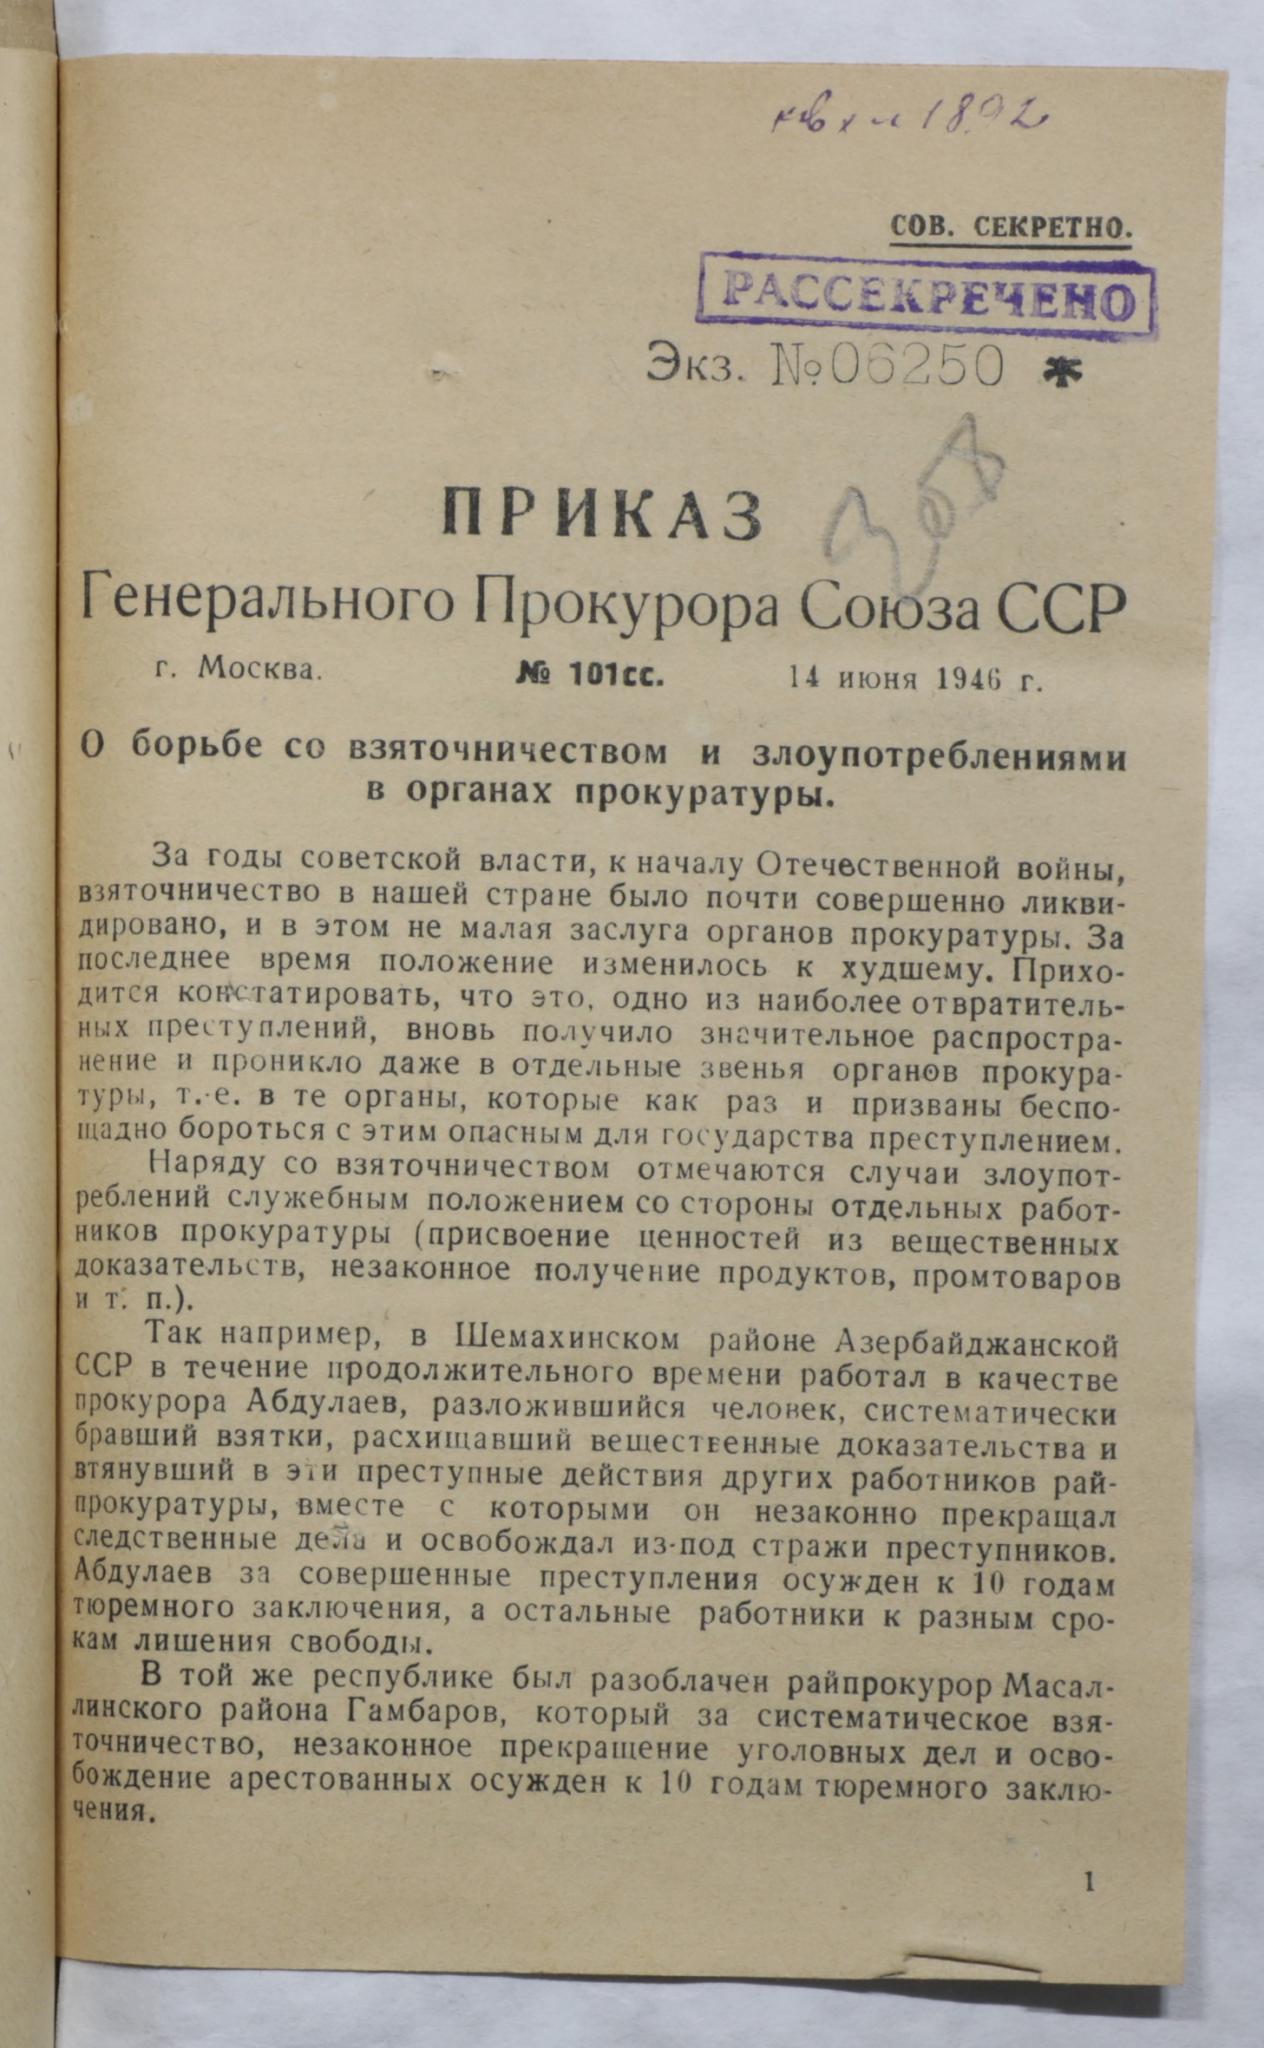 1892
СОВ. СЕКРЕТНО.
РАССЕКРЕЧЕНО
Экз. №06250 *
308
ПРИКАЗ
Генерального Прокурора Союза ССР
г. Москва. № 101сс. 14 июня 1946 г.
О борьбе со взяточничеством и злоупотреблениями
в органах прокуратуры.
За годы советской власти, к началу Отечественной войны,
взяточничество в нашей стране было почти совершенно ликви-
дировано, и в этом не малая заслуга органов прокуратуры. За
последнее время положение изменилось к худшему. Прихо-
дится констатировать, что это, одно из наиболее отвратитель-
ных преступлений, вновь получило значительное распростра-
нение и проникло даже в отдельные звенья органов прокура-
туры, т.-е. в те органы, которые как раз и призваны беспо-
щадно бороться с этим опасным для государства преступлением.
Наряду со взяточничеством отмечаются случаи злоупот-
реблений служебным положением со стороны отдельных работ-
ников прокуратуры (присвоение ценностей из вещественных
доказательств, незаконное получение продуктов, промтоваров
и т. п.).
Так например, в Шемахинском районе Азербайджанской
ССР в течение продолжительного времени работал в качестве
прокурора Абдулаев, разложившийся человек, систематически
бравший взятки, расхищавший вещественные доказательства и
втянувший в эти преступные действия других работников рай-
прокуратуры, вместе с которыми он незаконно прекращал
следственные дела и освобождал из-под стражи преступников.
Абдулаев за совершенные преступления осужден к 10 годам
тюремного заключения, а остальные работники к разным сро-
кам лишения свободы.
В той же республике был разоблачен райпрокурор Масал-
линского района Гамбаров, который за систематическое взя-
точничество, незаконное прекращение уголовных дел и осво-
бождение арестованных осужден к 10 годам тюремного заклю-
чения.
1